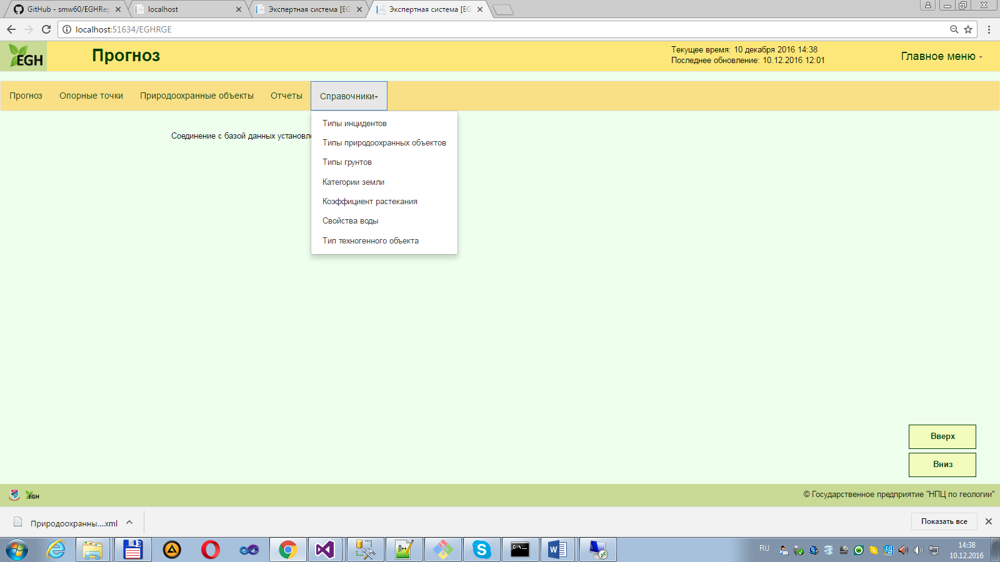 GitHub - smw60/EGHRep
localhost
Экспертная система [EG
Экспертная система [EG
localhost:51634/EGHRGE
EGH
Прогноз
Текущее время: 10 декабря 2016 14:38
Последнее обновление: 10.12.2016 12:01
Главное меню
Прогноз
Опорные точки
Природоохранные объекты
Отчеты
Справочники
Типы инцидентов
Соединение с базой данных установле
Типы природоохранных объектов
Типы грунтов
Категории земли
Коэффициент растекания
Свойства воды
Тип техногенного объекта
Вверх
Вниз
EGH
© Государственное предприятие "НПЦ по геологии"
Природоохранны....xml
Показать все
RU
14:38
10.12.2016